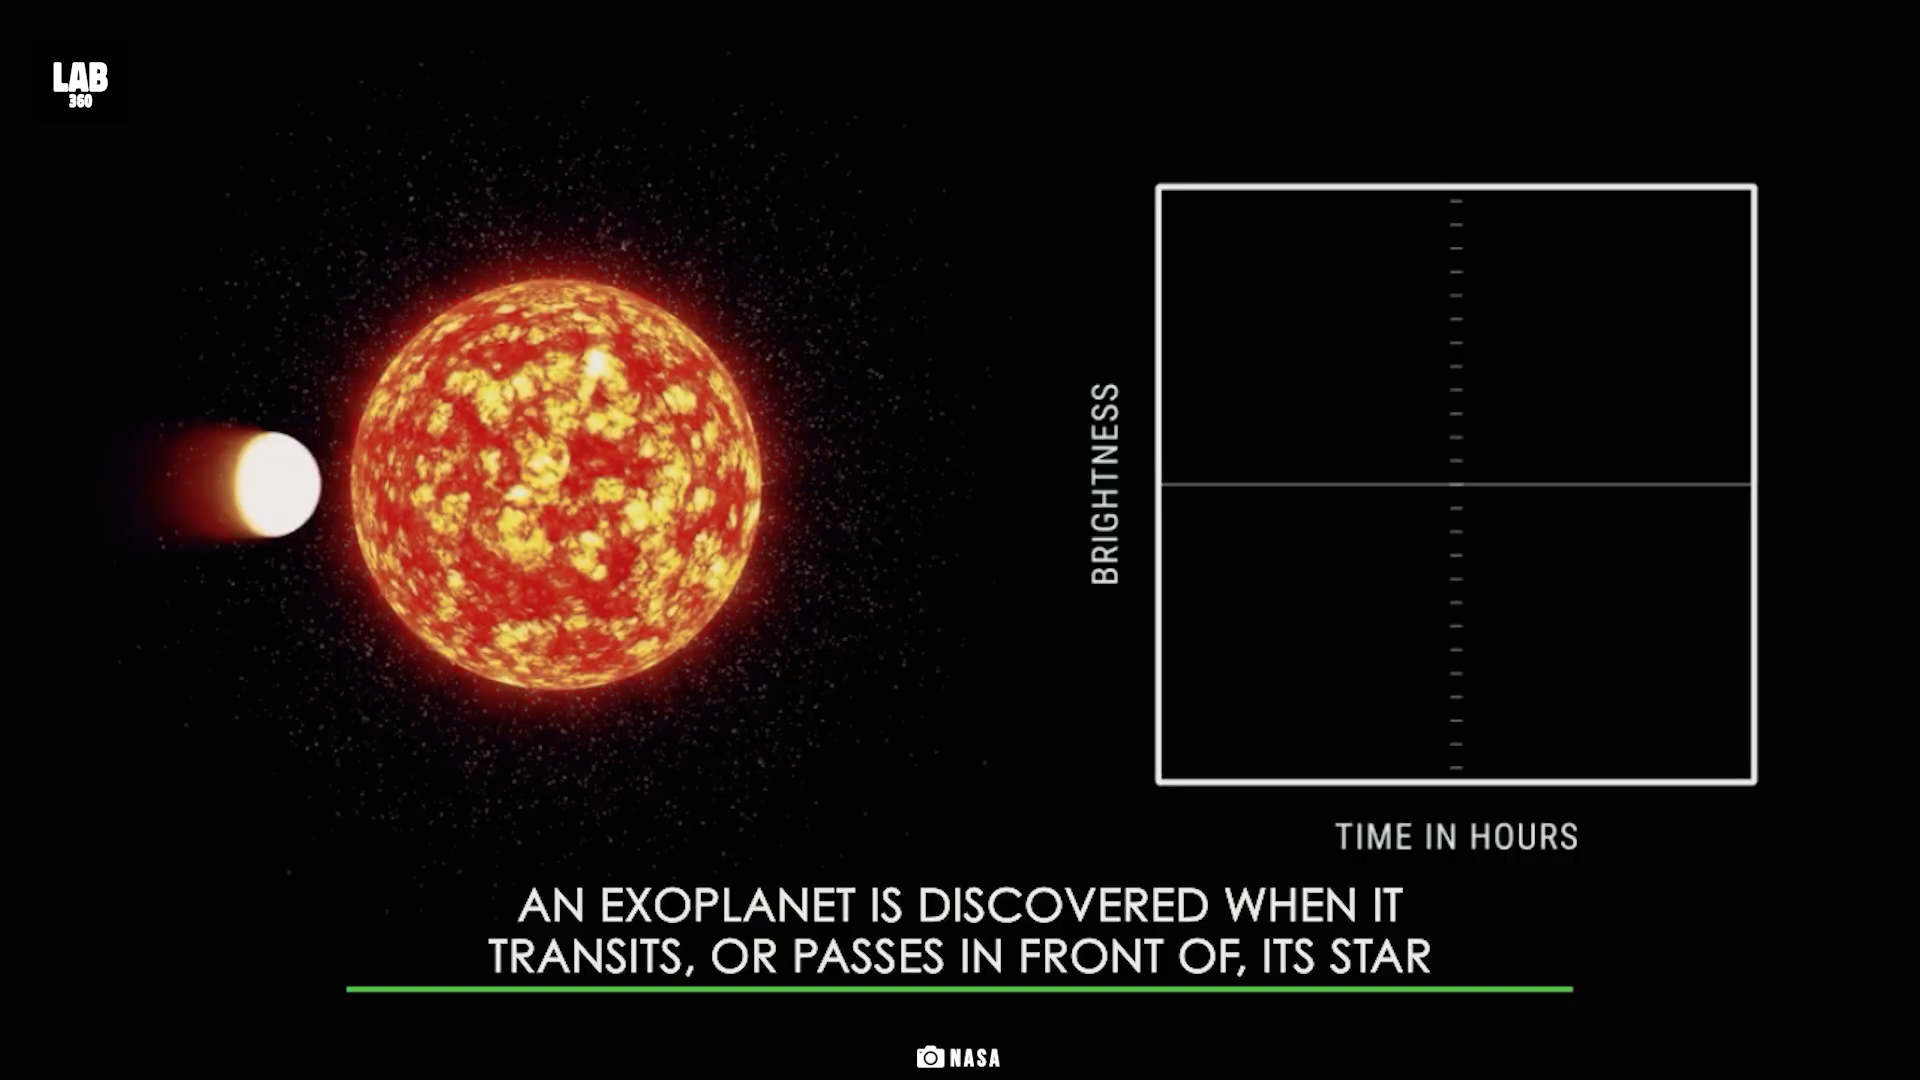 LAB
360
BRIGHTNESS
TIME IN HOURS
AN EXOPLANET IS DISCOVERED WHEN IT
TRANSITS, OR PASSES IN FRONT OF, ITS STAR
NASA